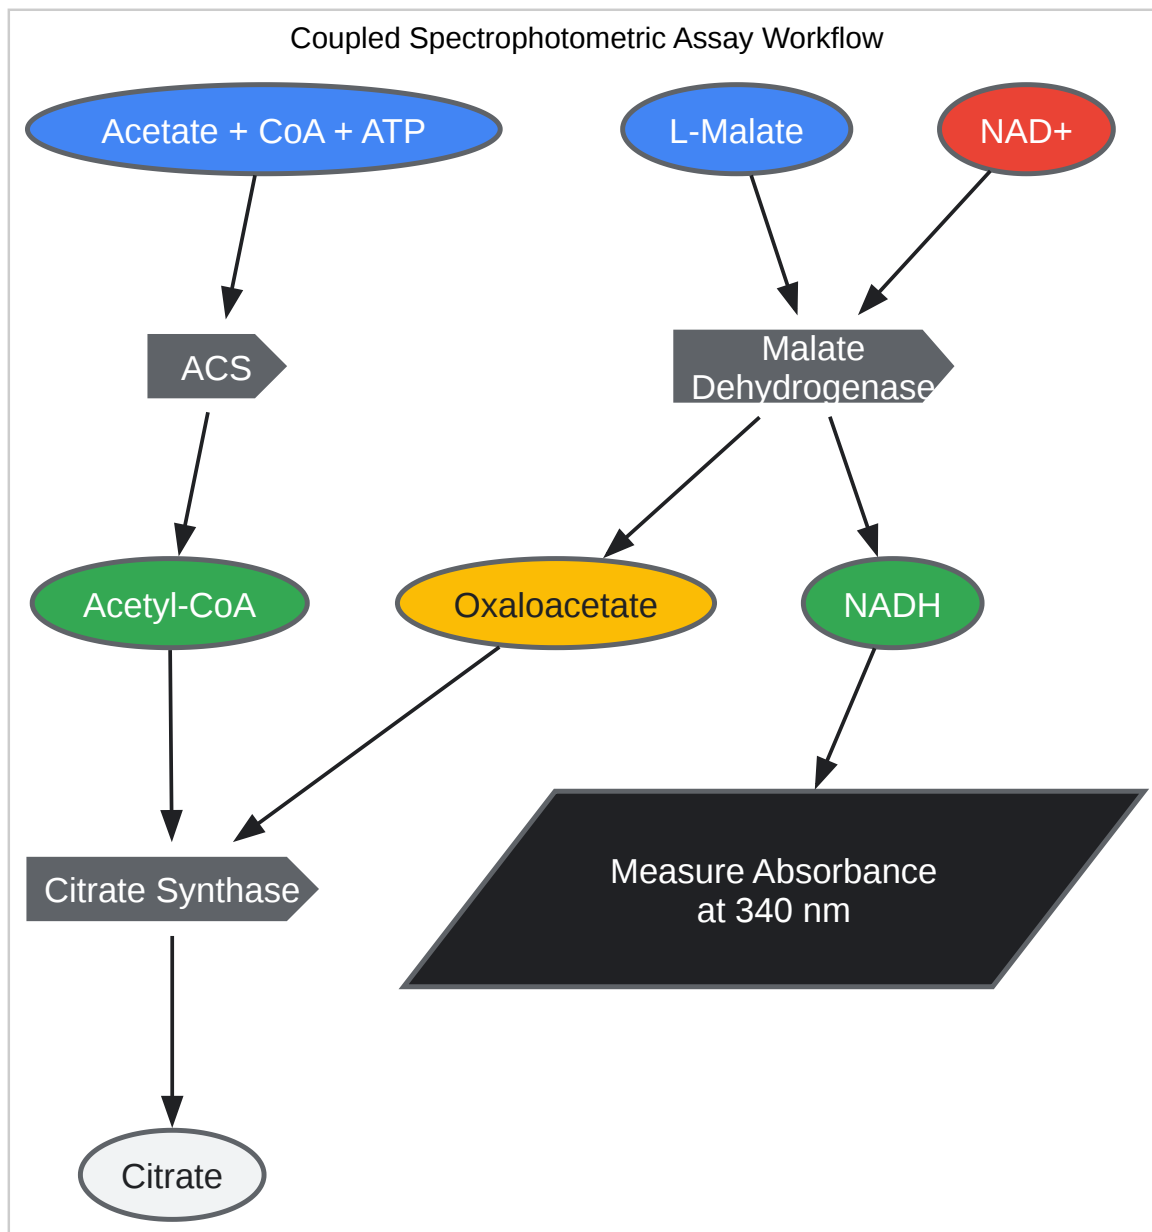 Coupled Spectrophotometric Assay Workflow
Acetate + CoA + ATP
L-Malate
NAD+
ACS
Malate
Dehydrogenase
Acetyl-CoA
Oxaloacetate
NADH
Citrate Synthase
Measure Absorbance
at 340 nm
Citrate